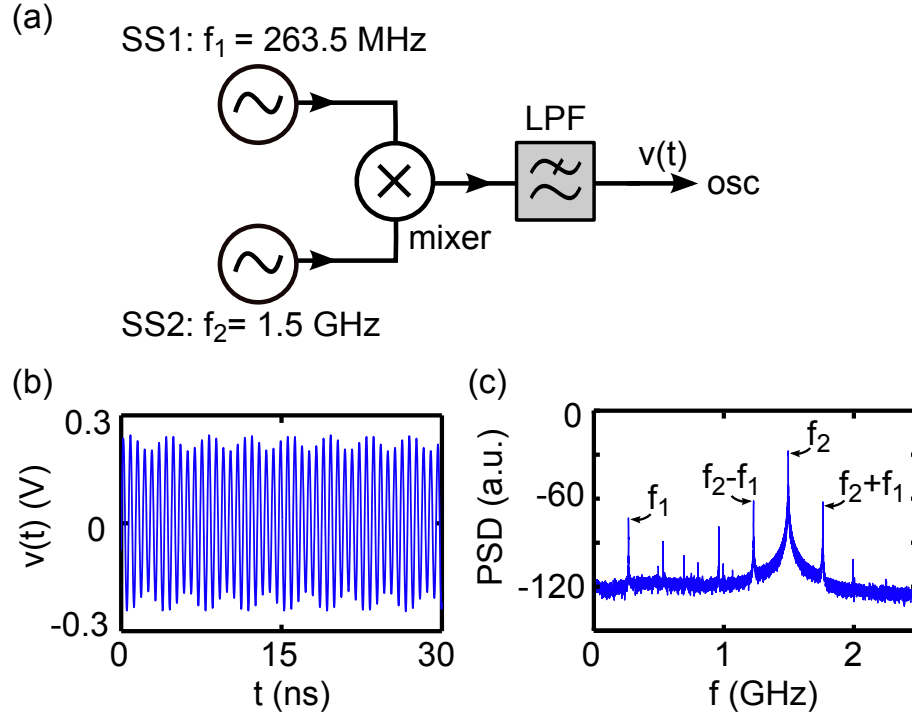 (a)
SS1: f₁ = 263.5 MHz
LPF
v(t)
osc
mixer
SS2: f₂= 1.5 GHz
(b)
0.3
0
-0.3
v(t) (V)
0
15
30
t (ns)
(c)
0
-60
-120
PSD (a.u.)
f₁
f₂-f₁
f₂
f₂+f₁
0
1
2
f (GHz)